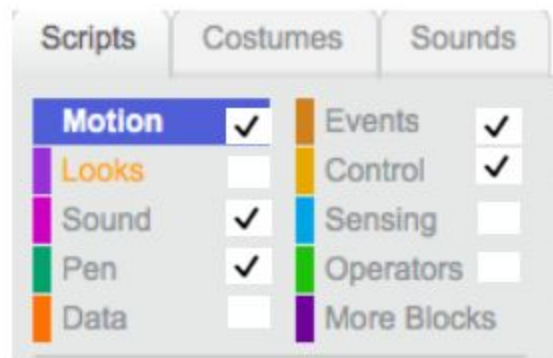 Scripts Costumes Sounds
Motion Events
Looks Control
Sound Sensing
Pen Operators
Data More Blocks